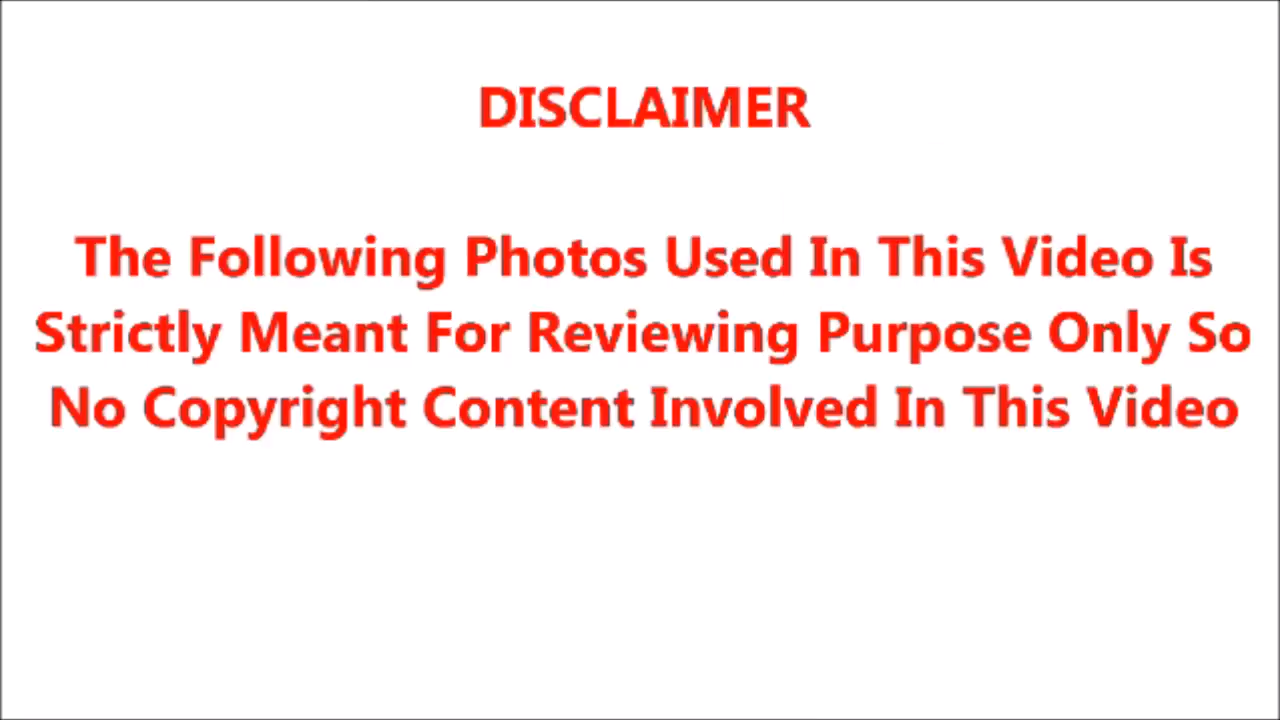 DISCLAIMER
The Following Photos Used In This Video Is
Strictly Meant For Reviewing Purpose Only So
No Copyright Content Involved In This Video